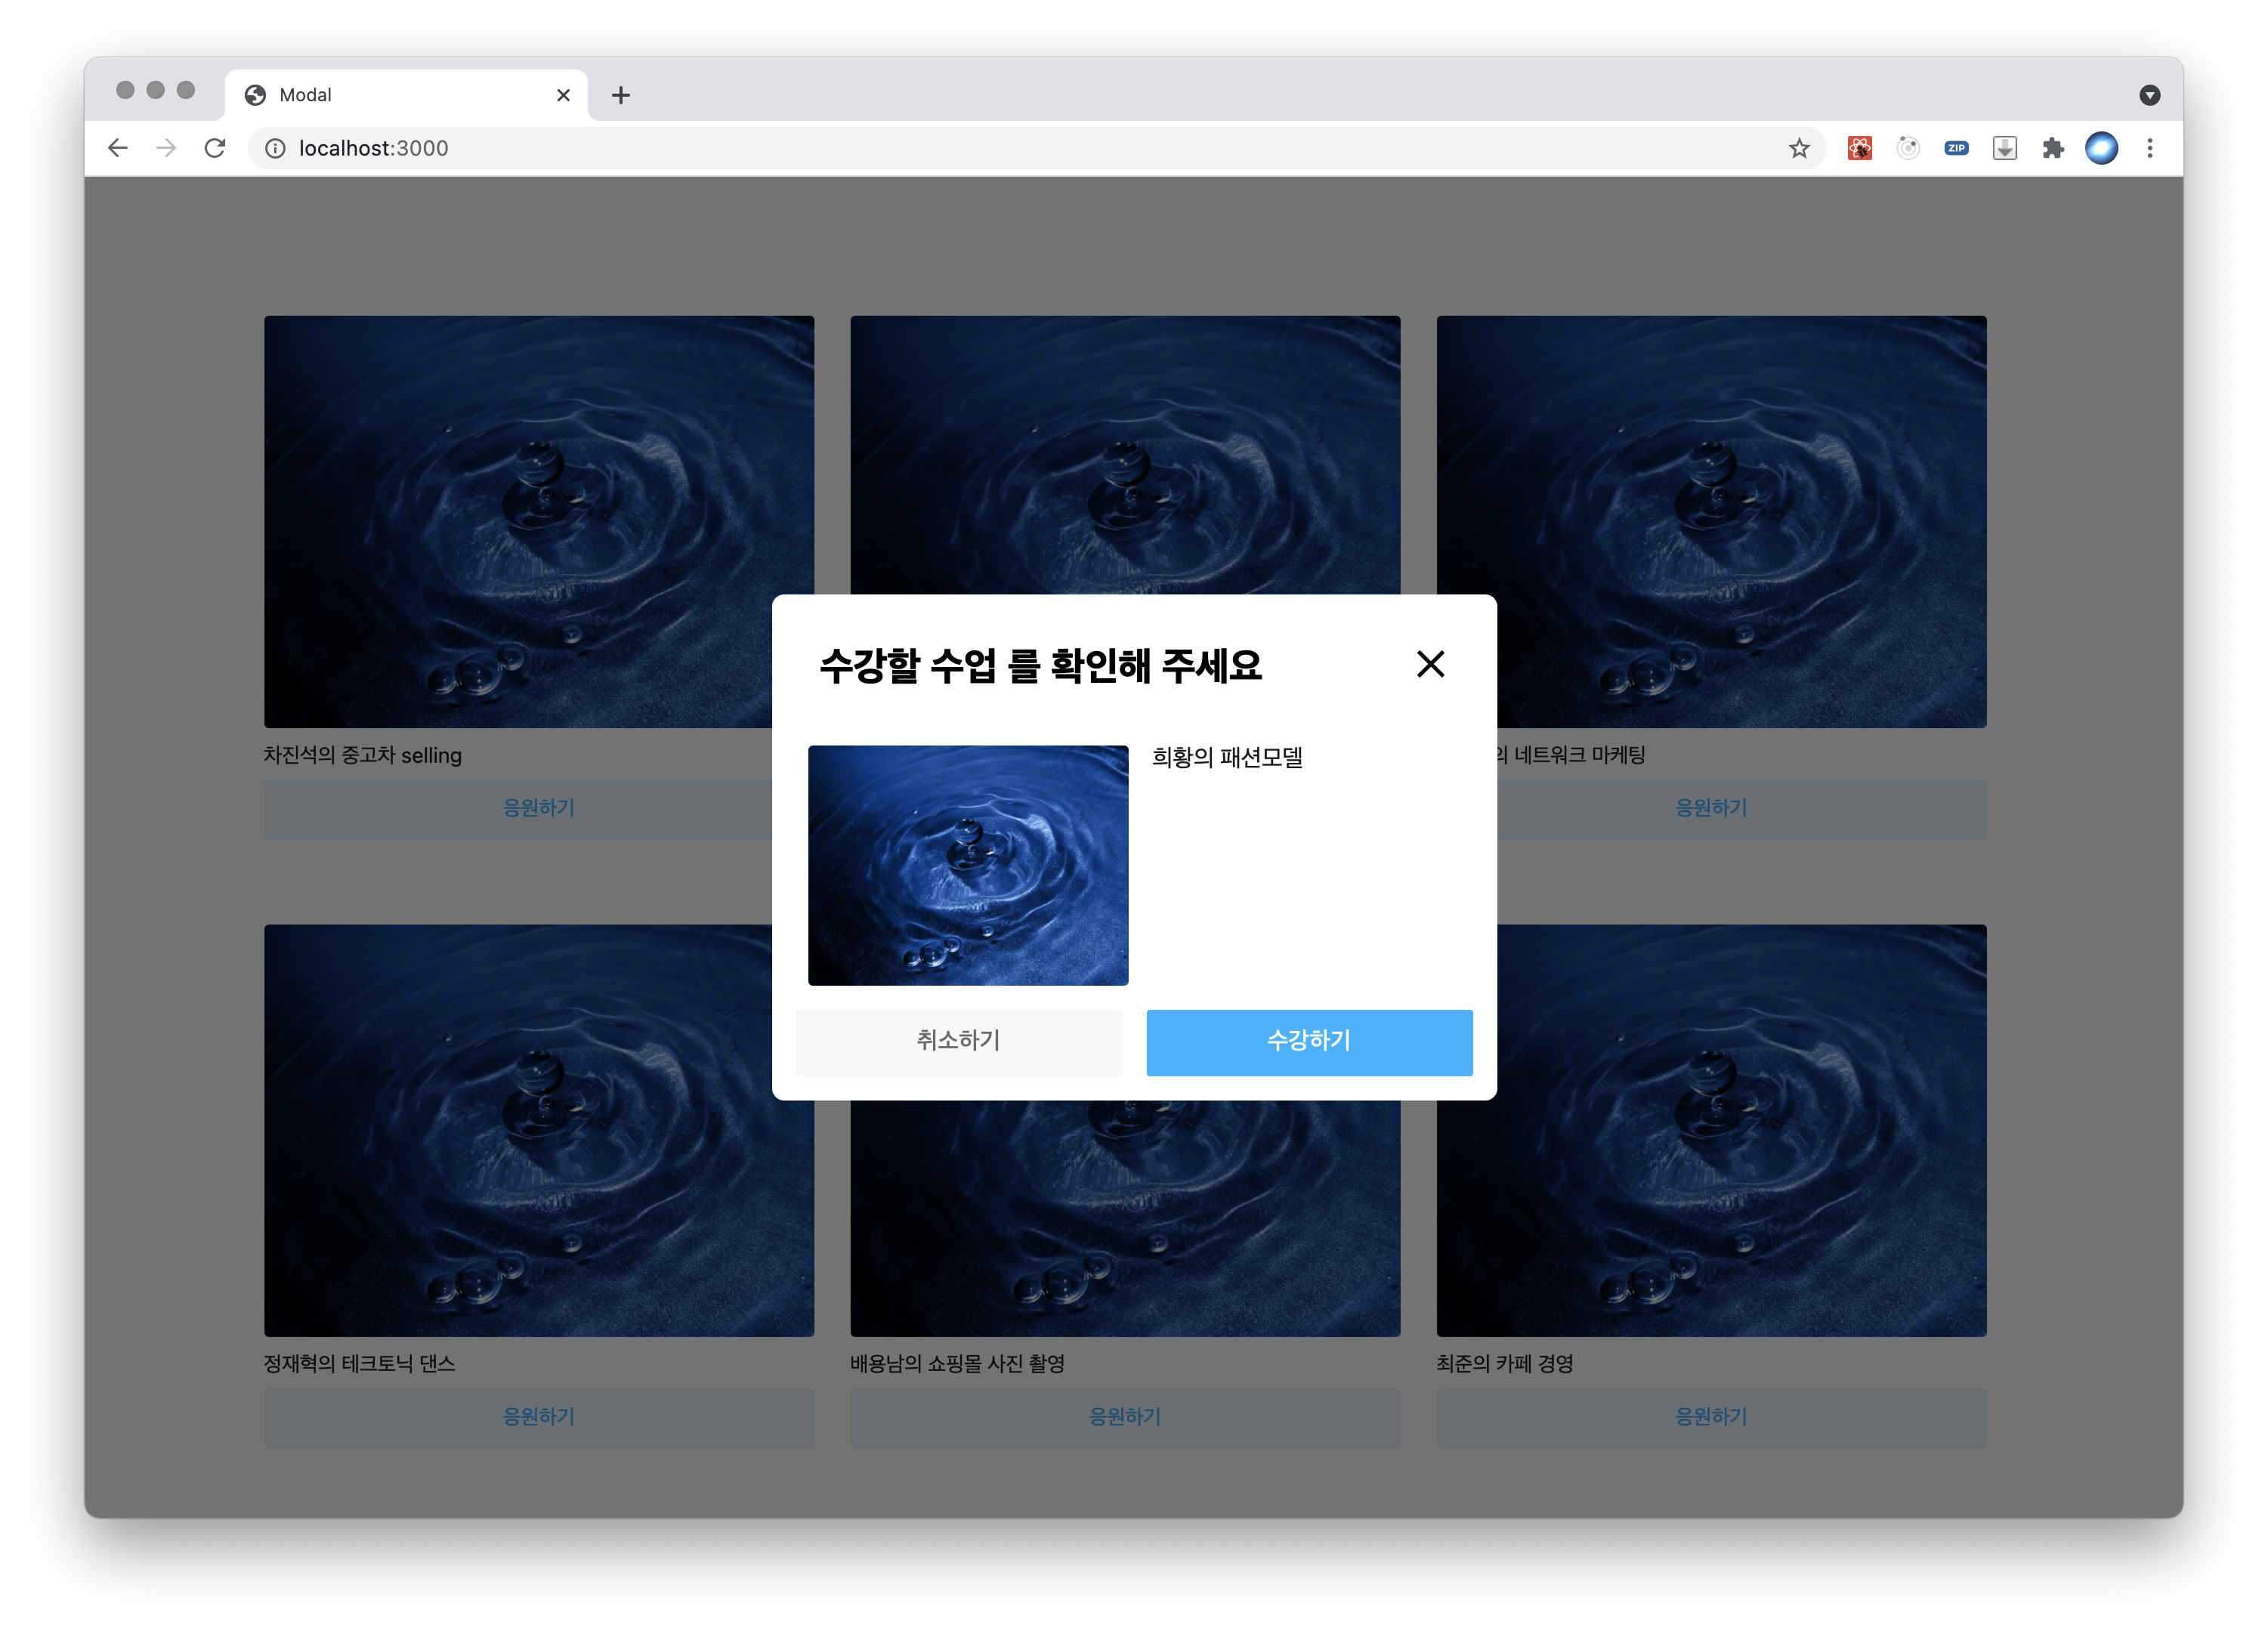 Modal
localhost:3000
ZIP
수강할 수업 를 확인해 주세요
희황의 패션모델
취소하기
수강하기
차진석의 중고차 selling
의 네트워크 마케팅
응원하기
응원하기
정재혁의 테크토닉 댄스
배용남의 쇼핑몰 사진 촬영
최준의 카페 경영
응원하기
응원하기
응원하기